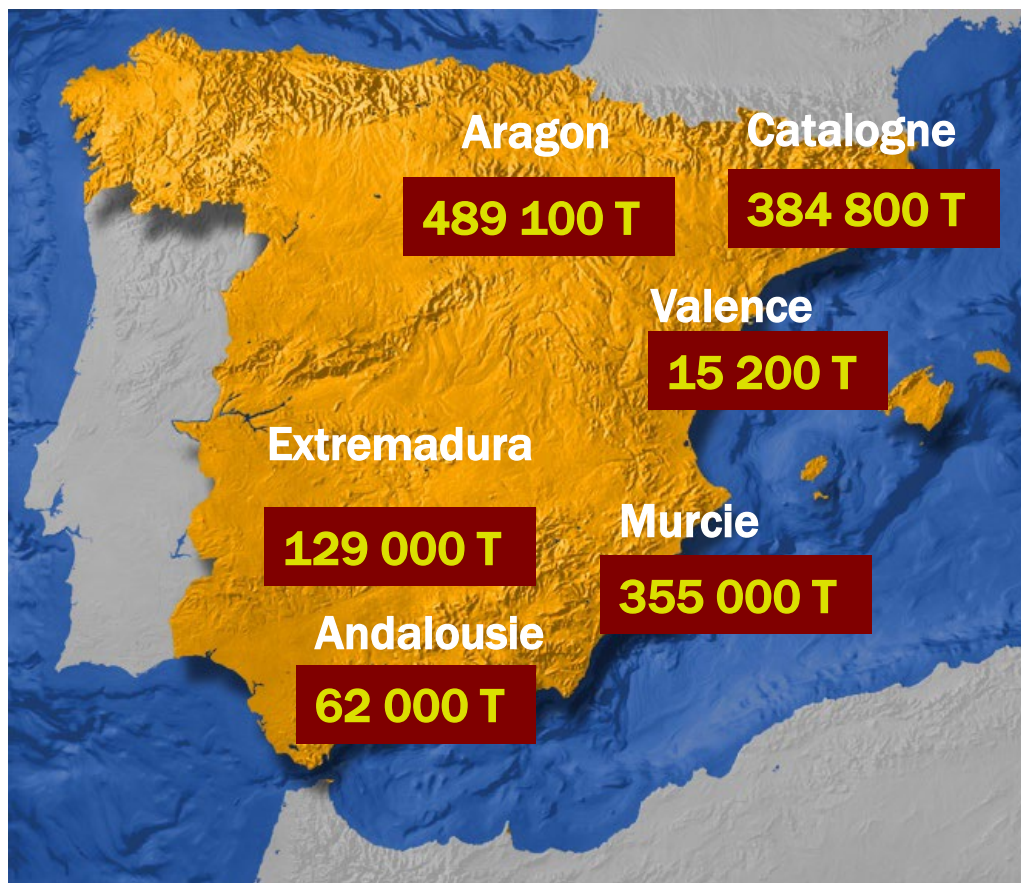 Aragon
489 100 T
Catalogne
384 800 T
Valence
15 200 T
Extremadura
129 000 T
Murcie
355 000 T
Andalousie
62 000 T